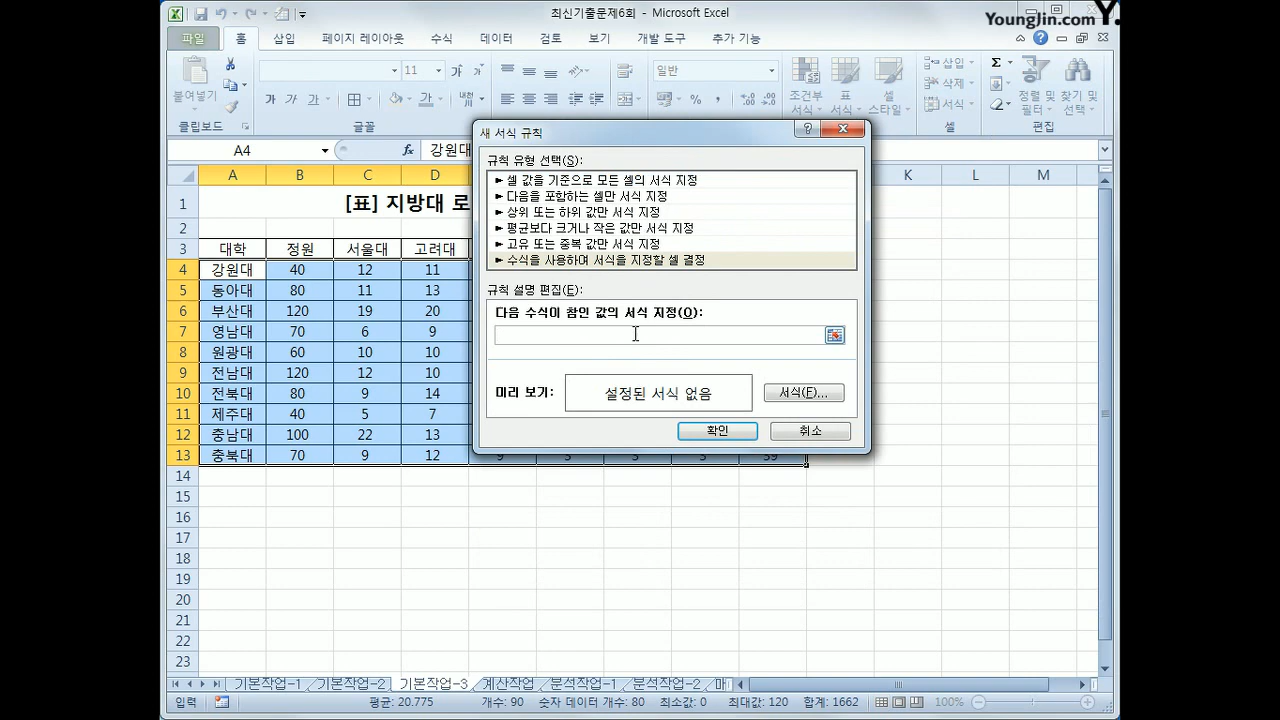 최신기출문제6회 - Microsoft Excel
YoungJin.com Y.
파일 홈 삽입 페이지 레이아웃 수식 데이터 검토 보기 개발 도구 추가 기능
붙여넣기
클립보드
11
가 가 가
글꼴
일반
조건부 서식
표 서식
셀 스타일
삽입
삭제
서식
셀
정렬 및 필터
찾기 및 선택
편집
A4 fx 강원대
A B C D K L M
1 [표] 지방대 로
2
3 대학 정원 서울대 고려대
4 강원대 40 12 11
5 동아대 80 11 13
6 부산대 120 19 20
7 영남대 70 6 9
8 원광대 60 10 10
9 전남대 120 12 10
10 전북대 80 9 14
11 제주대 40 5 7
12 충남대 100 22 13
13 충북대 70 9 12
14
15
16
17
18
19
20
21
22
23
새 서식 규칙
규칙 유형 선택(S):
► 셀 값을 기준으로 모든 셀의 서식 지정
► 다음을 포함하는 셀만 서식 지정
► 상위 또는 하위 값만 서식 지정
► 평균보다 크거나 작은 값만 서식 지정
► 고유 또는 중복 값만 서식 지정
► 수식을 사용하여 서식을 지정할 셀 결정
규칙 설명 편집(E):
다음 수식이 참인 값의 서식 지정(O):
미리 보기: 설정된 서식 없음 서식(F)...
확인 취소
기본작업-1 기본작업-2 기본작업-3 계산작업 분석작업-1 분석작업-2
입력 평균: 20.775 개수: 90 숫자 데이터 개수: 80 최소값: 0 최대값: 120 합계: 1662 100%